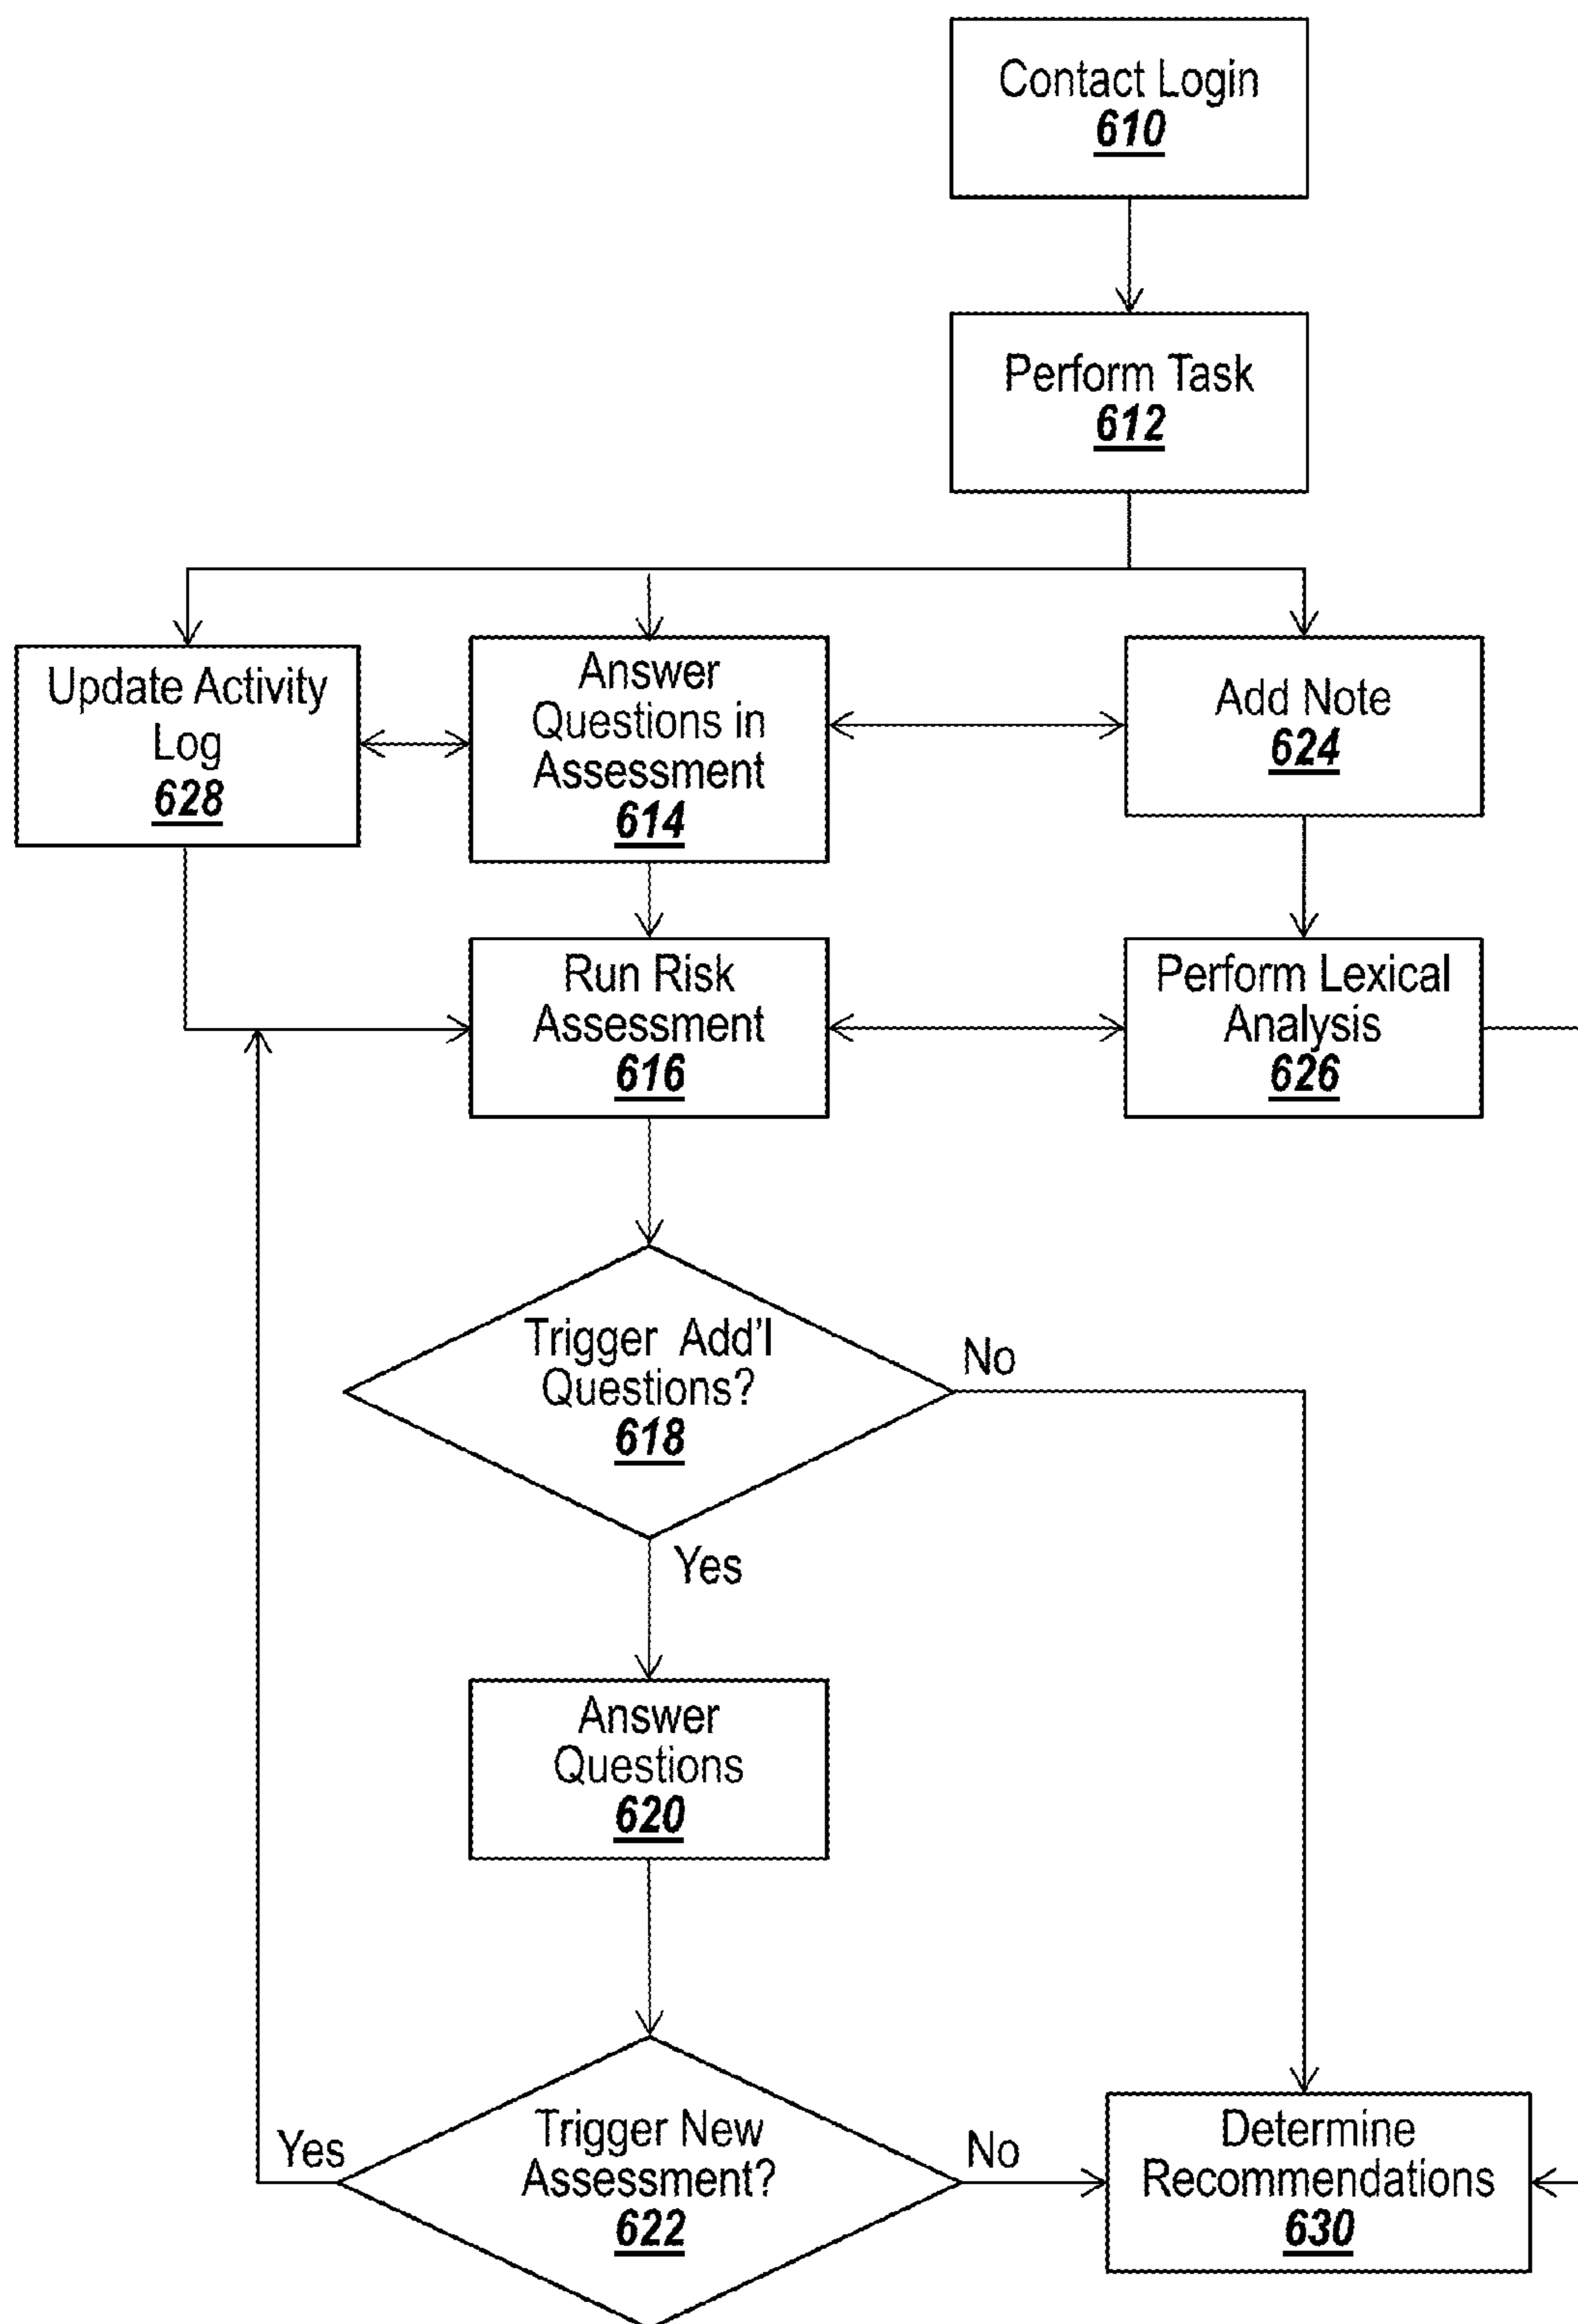 Contact Login
610
Perform Task
612
Update Activity
Log
628
Answer
Questions in
Assessment
614
Add Note
624
Run Risk
Assessment
616
Perform Lexical
Analysis
626
Trigger Add'l
Questions?
618
No
Yes
Answer
Questions
620
Trigger New
Assessment?
622
Yes
No
Determine
Recommendations
630